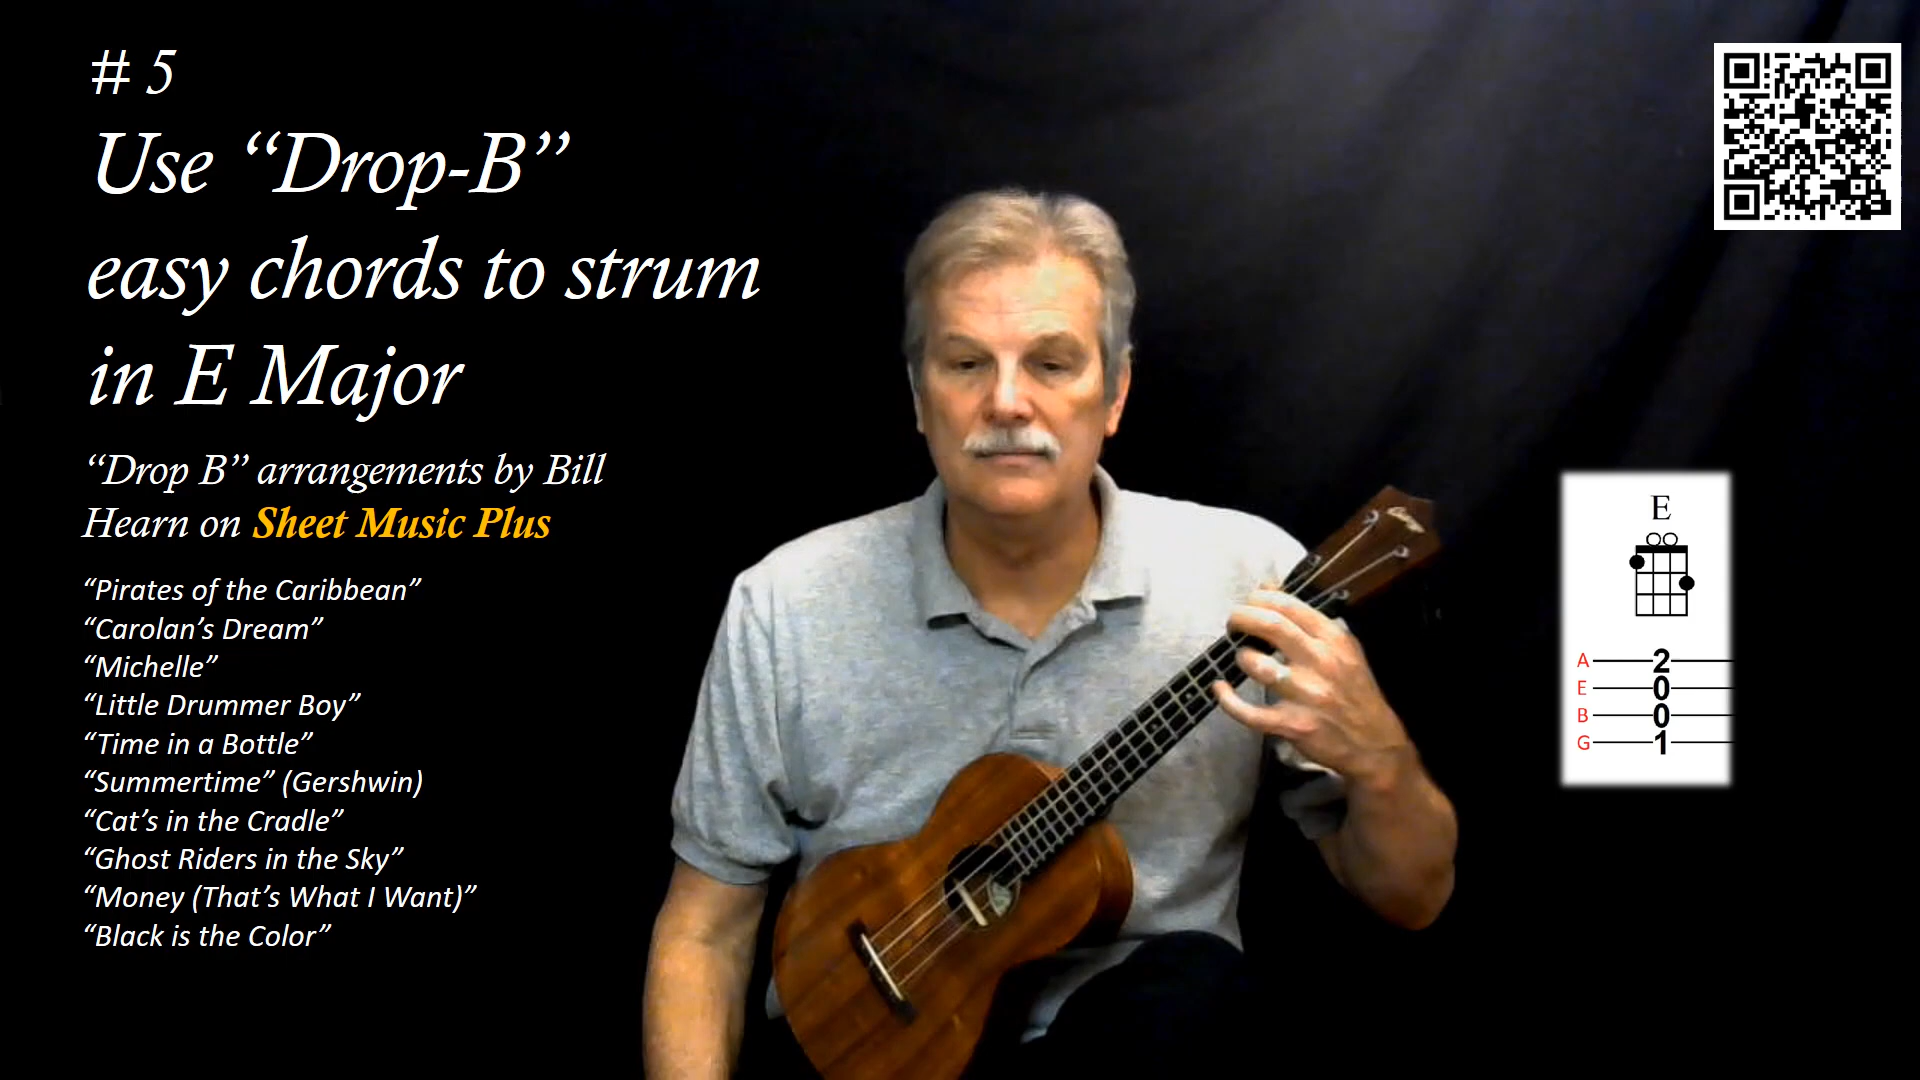 # 5
Use “Drop-B”
easy chords to strum
in E Major
“Drop B” arrangements by Bill
Hearn on Sheet Music Plus
“Pirates of the Caribbean”
“Carolan’s Dream”
“Michelle”
“Little Drummer Boy”
“Time in a Bottle”
“Summertime” (Gershwin)
“Cat’s in the Cradle”
“Ghost Riders in the Sky”
“Money (That’s What I Want)”
“Black is the Color”
E
A 2
E 0
B 0
G 1